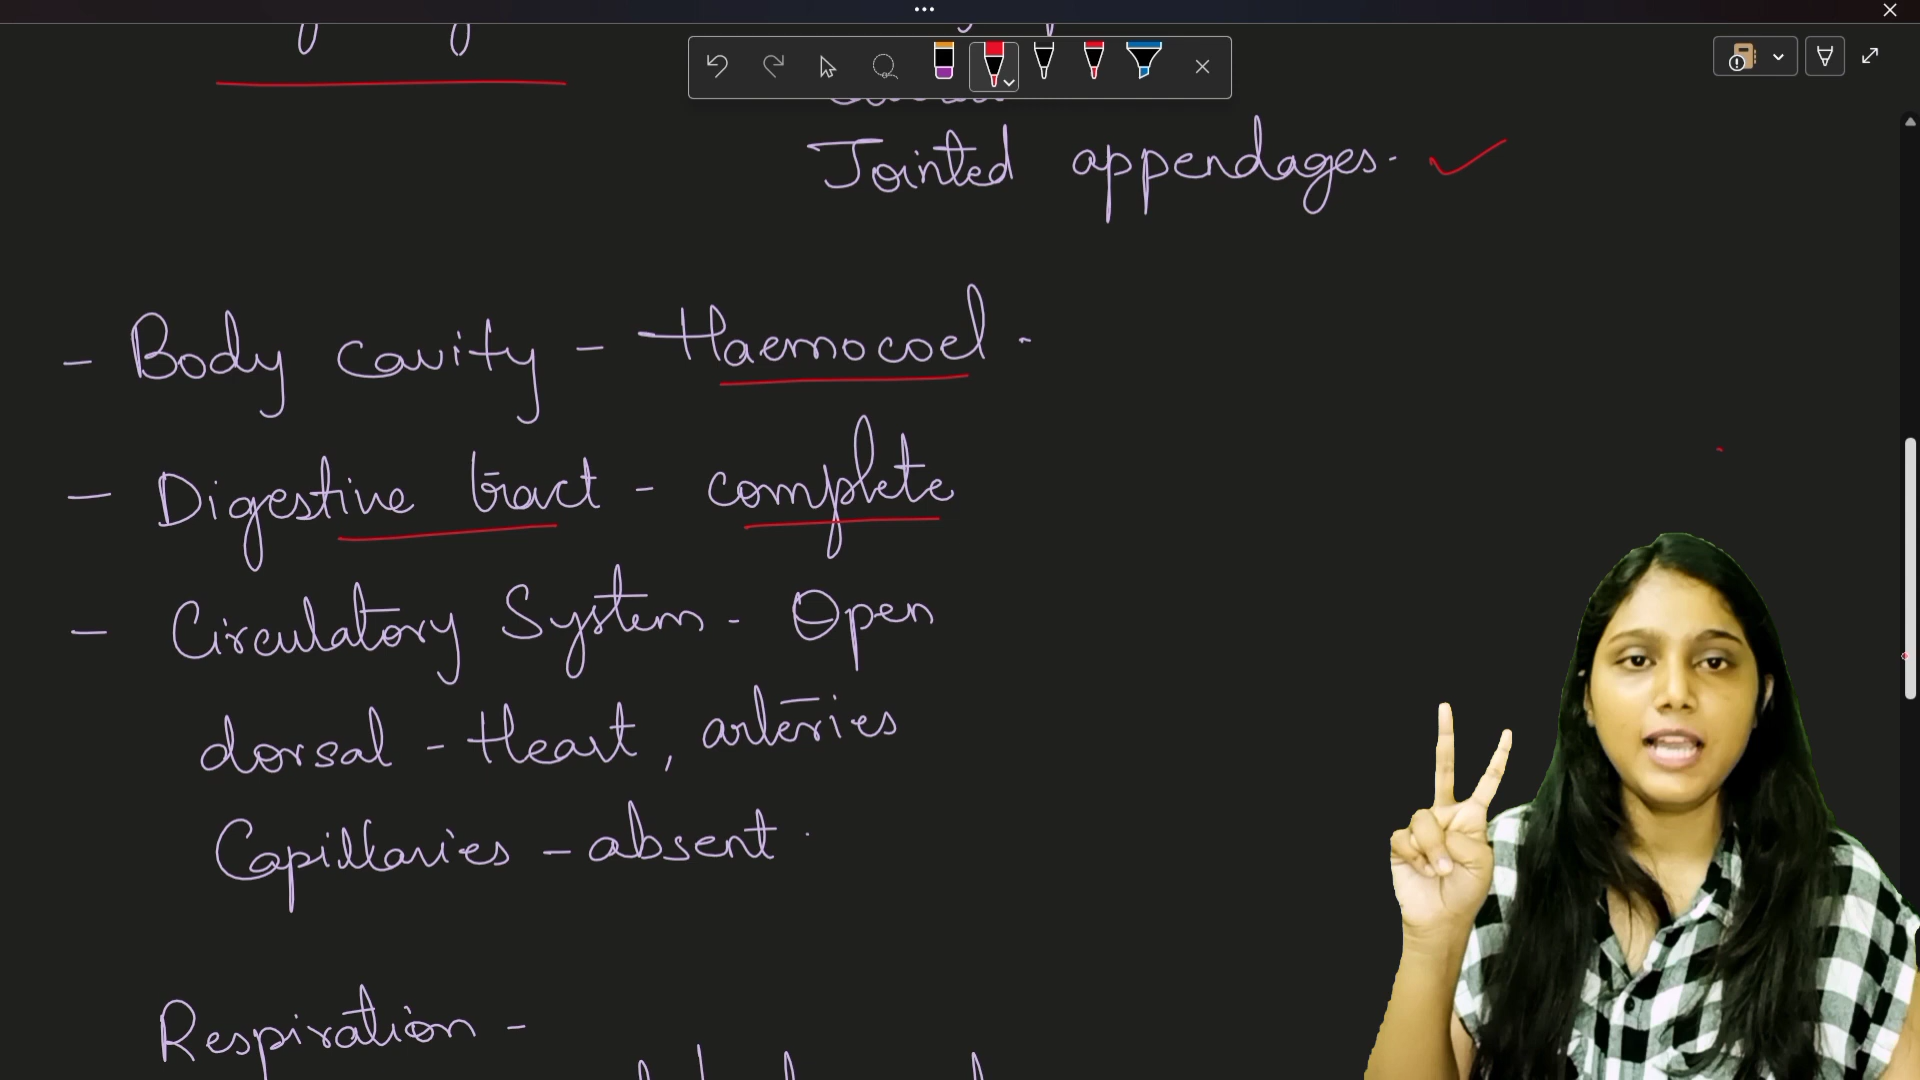 Jointed appendages.
- Body cavity - Haemocoel.
- Digestive tract - complete
- Circulatory System - Open
dorsal - Heart, arteries
Capillaries - absent.
Respiration -